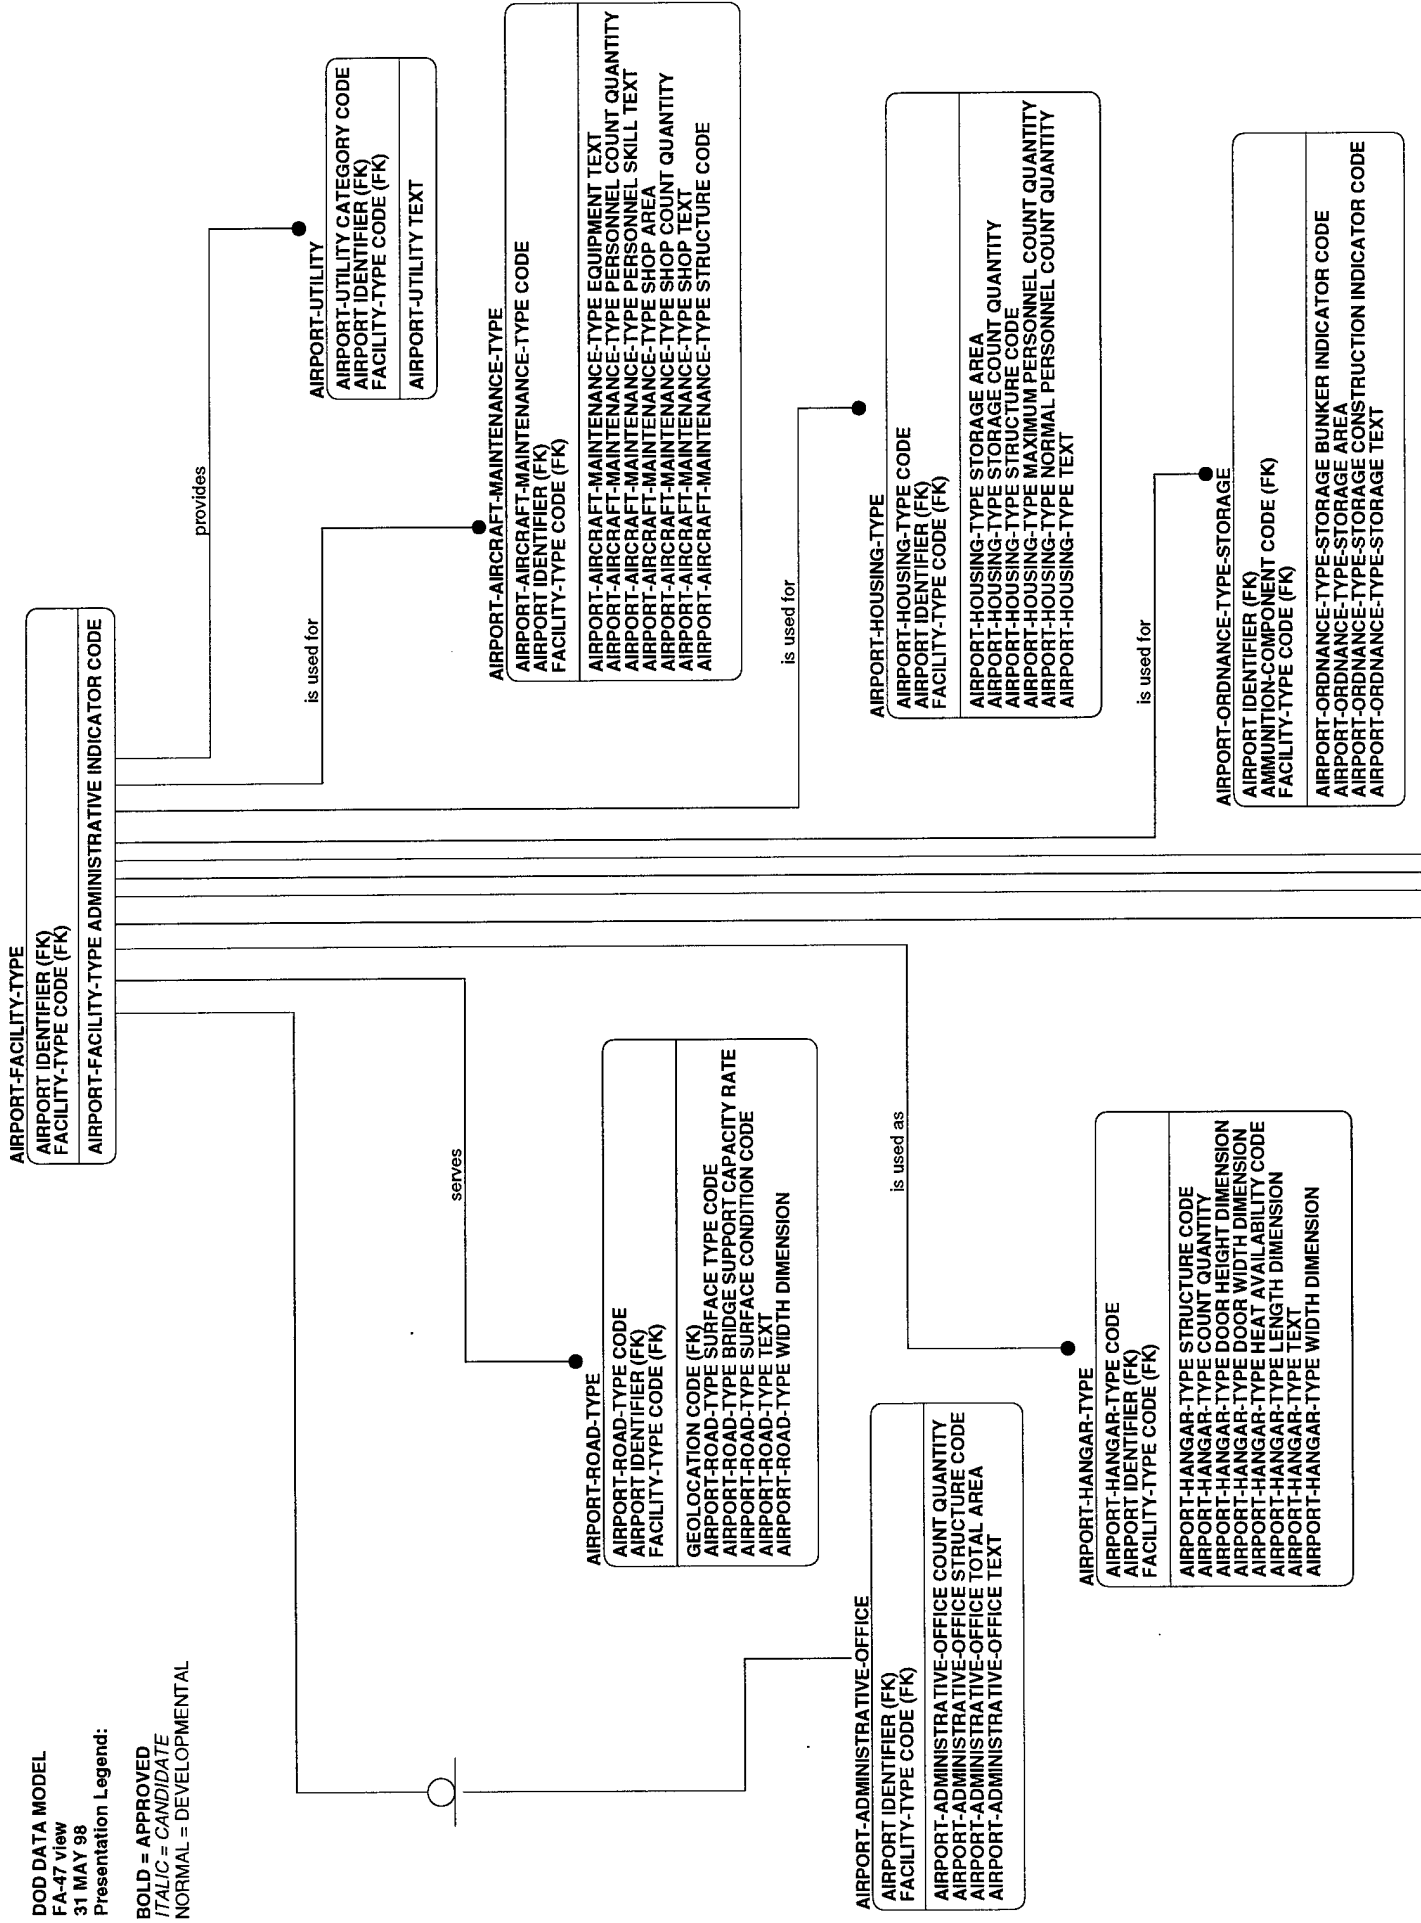 DOD DATA MODEL
FA-47 view
31 MAY 98
Presentation Legend:
BOLD = APPROVED
ITALIC = CANDIDATE
NORMAL = DEVELOPMENTAL
AIRPORT-FACILITY-TYPE
AIRPORT IDENTIFIER (FK)
FACILITY-TYPE CODE (FK)
AIRPORT-FACILITY-TYPE ADMINISTRATIVE INDICATOR CODE
provides
AIRPORT-UTILITY
AIRPORT-UTILITY CATEGORY CODE
AIRPORT IDENTIFIER (FK)
FACILITY-TYPE CODE (FK)
AIRPORT-UTILITY TEXT
is used for
AIRPORT-AIRCRAFT-MAINTENANCE-TYPE
AIRPORT-AIRCRAFT-MAINTENANCE-TYPE CODE
AIRPORT IDENTIFIER (FK)
FACILITY-TYPE CODE (FK)
AIRPORT-AIRCRAFT-MAINTENANCE-TYPE EQUIPMENT TEXT
AIRPORT-AIRCRAFT-MAINTENANCE-TYPE PERSONNEL COUNT QUANTITY
AIRPORT-AIRCRAFT-MAINTENANCE-TYPE PERSONNEL SKILL TEXT
AIRPORT-AIRCRAFT-MAINTENANCE-TYPE SHOP AREA
AIRPORT-AIRCRAFT-MAINTENANCE-TYPE SHOP COUNT QUANTITY
AIRPORT-AIRCRAFT-MAINTENANCE-TYPE SHOP TEXT
AIRPORT-AIRCRAFT-MAINTENANCE-TYPE STRUCTURE CODE
serves
AIRPORT-ROAD-TYPE
AIRPORT-ROAD-TYPE CODE
AIRPORT IDENTIFIER (FK)
FACILITY-TYPE CODE (FK)
GEOLOCATION CODE (FK)
AIRPORT-ROAD-TYPE SURFACE TYPE CODE
AIRPORT-ROAD-TYPE BRIDGE SUPPORT CAPACITY RATE
AIRPORT-ROAD-TYPE SURFACE CONDITION CODE
AIRPORT-ROAD-TYPE TEXT
AIRPORT-ROAD-TYPE WIDTH DIMENSION
is used for
AIRPORT-HOUSING-TYPE
AIRPORT-HOUSING-TYPE CODE
AIRPORT IDENTIFIER (FK)
FACILITY-TYPE CODE (FK)
AIRPORT-HOUSING-TYPE STORAGE AREA
AIRPORT-HOUSING-TYPE STORAGE COUNT QUANTITY
AIRPORT-HOUSING-TYPE STRUCTURE CODE
AIRPORT-HOUSING-TYPE MAXIMUM PERSONNEL COUNT QUANTITY
AIRPORT-HOUSING-TYPE NORMAL PERSONNEL COUNT QUANTITY
AIRPORT-HOUSING-TYPE TEXT
AIRPORT-ADMINISTRATIVE-OFFICE
AIRPORT IDENTIFIER (FK)
FACILITY-TYPE CODE (FK)
AIRPORT-ADMINISTRATIVE-OFFICE COUNT QUANTITY
AIRPORT-ADMINISTRATIVE-OFFICE STRUCTURE CODE
AIRPORT-ADMINISTRATIVE-OFFICE TOTAL AREA
AIRPORT-ADMINISTRATIVE-OFFICE TEXT
is used as
AIRPORT-HANGAR-TYPE
AIRPORT-HANGAR-TYPE CODE
AIRPORT IDENTIFIER (FK)
FACILITY-TYPE CODE (FK)
AIRPORT-HANGAR-TYPE STRUCTURE CODE
AIRPORT-HANGAR-TYPE COUNT QUANTITY
AIRPORT-HANGAR-TYPE DOOR HEIGHT DIMENSION
AIRPORT-HANGAR-TYPE DOOR WIDTH DIMENSION
AIRPORT-HANGAR-TYPE HEAT AVAILABILITY CODE
AIRPORT-HANGAR-TYPE LENGTH DIMENSION
AIRPORT-HANGAR-TYPE TEXT
AIRPORT-HANGAR-TYPE WIDTH DIMENSION
is used for
AIRPORT-ORDNANCE-TYPE-STORAGE
AIRPORT IDENTIFIER (FK)
AMMUNITION-COMPONENT CODE (FK)
FACILITY-TYPE CODE (FK)
AIRPORT-ORDNANCE-TYPE-STORAGE BUNKER INDICATOR CODE
AIRPORT-ORDNANCE-TYPE-STORAGE AREA
AIRPORT-ORDNANCE-TYPE-STORAGE CONSTRUCTION INDICATOR CODE
AIRPORT-ORDNANCE-TYPE-STORAGE TEXT